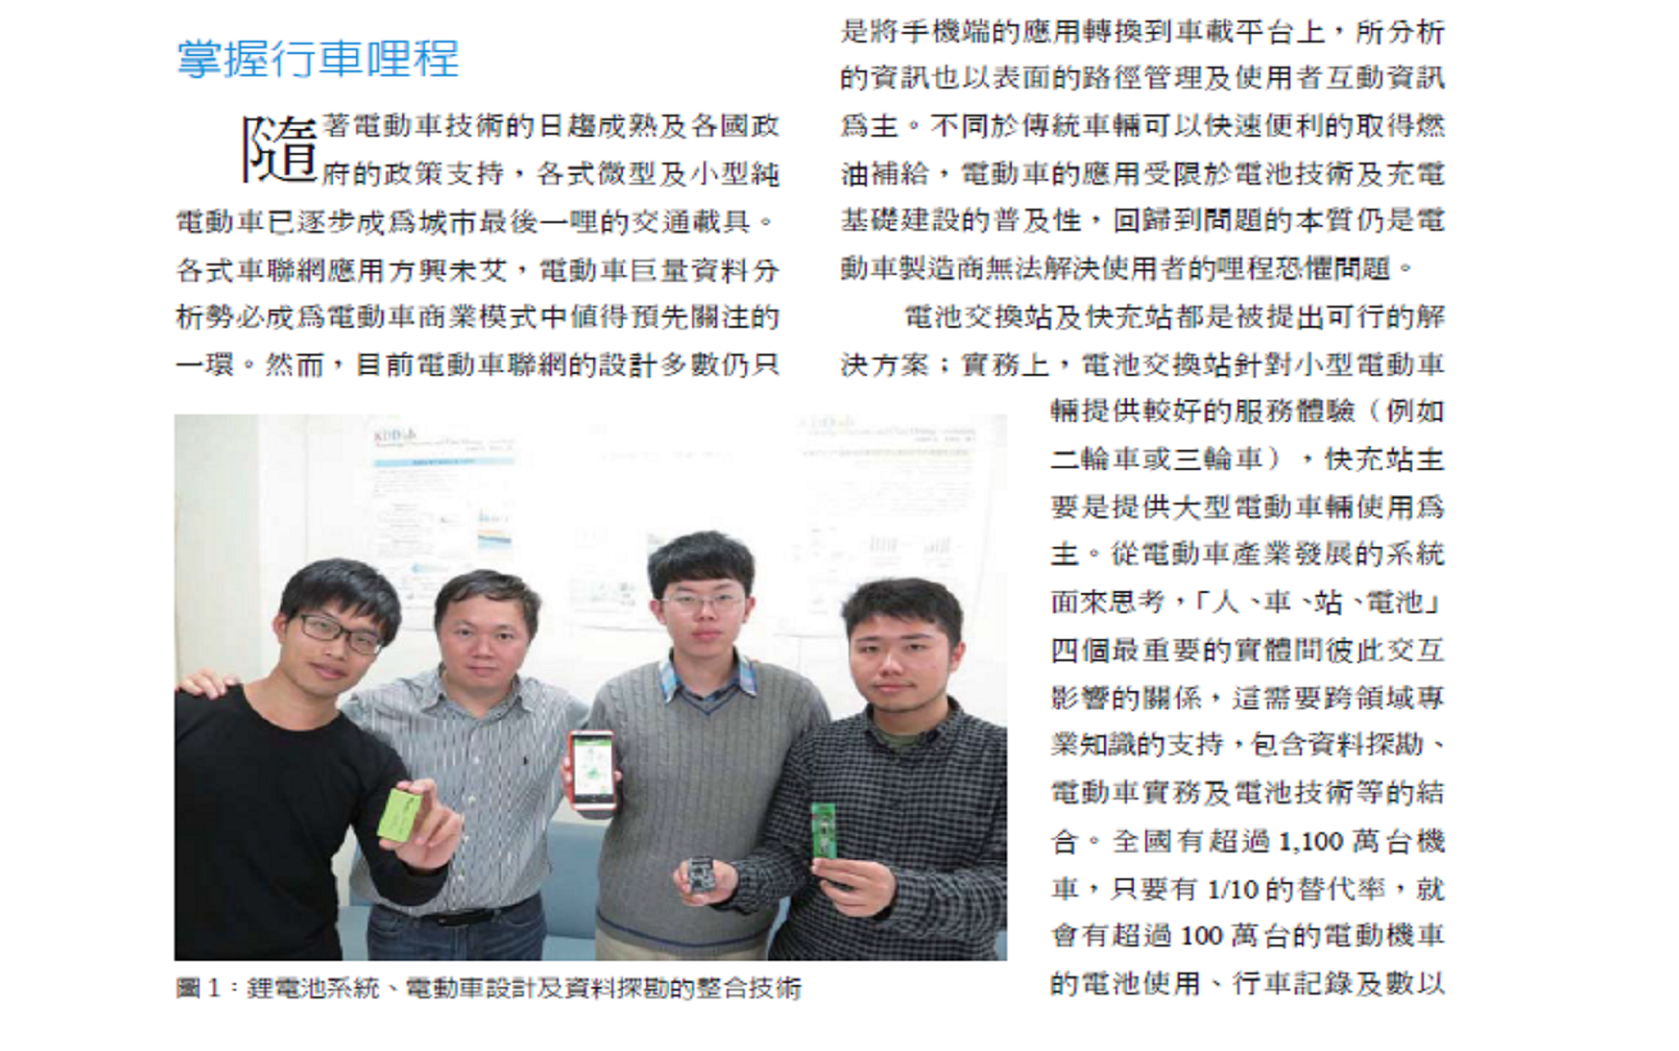 掌握行車哩程
隨著電動車技術的日趨成熟及各國政
府的政策支持，各式微型及小型純
電動車已逐步成為城市最後一哩的交通載具。
各式車聯網應用方興未艾，電動車巨量資料分
析勢必成為電動車商業模式中值得預先關注的
一環。然而，目前電動車聯網的設計多數仍只
是將手機端的應用轉換到車載平台上，所分析
的資訊也以表面的路徑管理及使用者互動資訊
為主。不同於傳統車輛可以快速便利的取得燃
油補給，電動車的應用受限於電池技術及充電
基礎建設的普及性，回歸到問題的本質仍是電
動車製造商無法解決使用者的哩程恐懼問題。
電池交換站及快充站都是被提出可行的解
決方案；實務上，電池交換站針對小型電動車
輛提供較好的服務體驗（例如
二輪車或三輪車），快充站主
要是提供大型電動車輛使用為
主。從電動車產業發展的系統
面來思考，「人、車、站、電池」
四個最重要的實體間彼此交互
影響的關係，這需要跨領域專
業知識的支持，包含資料探勘、
電動車實務及電池技術等的結
合。全國有超過 1,100 萬台機
車，只要有 1/10 的替代率，就
會有超過 100 萬台的電動機車
的電池使用、行車記錄及數以
圖 1：鋰電池系統、電動車設計及資料探勘的整合技術